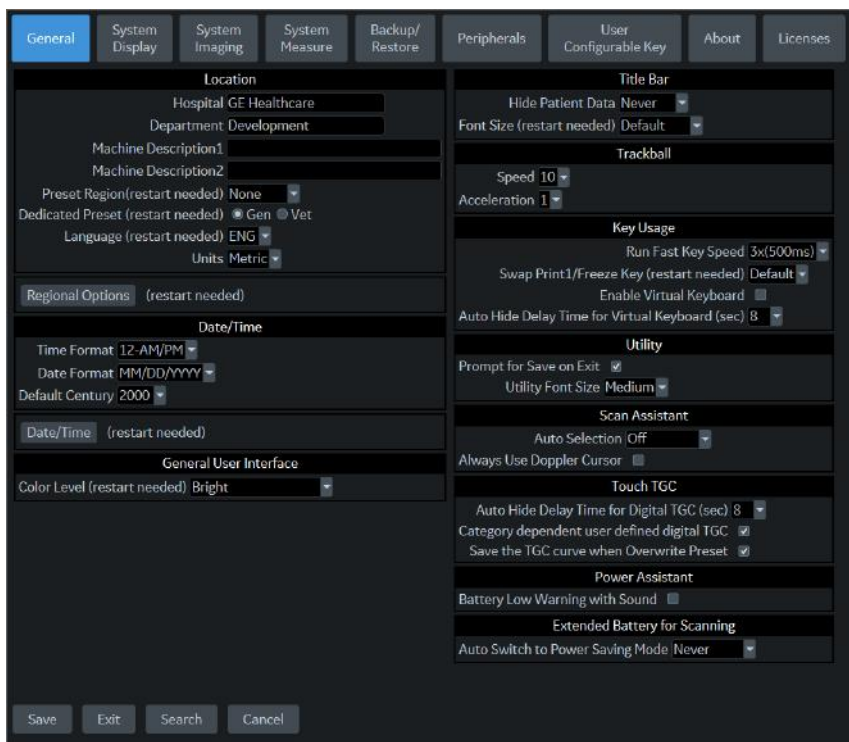 General
System Display
System Imaging
System Measure
Backup/ Restore
Peripherals
User Configurable Key
About
Licenses
Location
Hospital GE Healthcare
Department Development
Machine Description1
Machine Description2
Preset Region(restart needed) None
Dedicated Preset (restart needed) Gen Vet
Language (restart needed) ENG
Units Metric
Regional Options (restart needed)
Date/Time
Time Format 12-AM/PM
Date Format MM/DD/YYYY
Default Century 2000
Date/Time (restart needed)
General User Interface
Color Level (restart needed) Bright
Title Bar
Hide Patient Data Never
Font Size (restart needed) Default
Trackball
Speed 10
Acceleration 1
Key Usage
Run Fast Key Speed 3x(500ms)
Swap Print1/Freeze Key (restart needed) Default
Enable Virtual Keyboard
Auto Hide Delay Time for Virtual Keyboard (sec) 8
Utility
Prompt for Save on Exit
Utility Font Size Medium
Scan Assistant
Auto Selection Off
Always Use Doppler Cursor
Touch TGC
Auto Hide Delay Time for Digital TGC (sec) 8
Category dependent user defined digital TGC
Save the TGC curve when Overwrite Preset
Power Assistant
Battery Low Warning with Sound
Extended Battery for Scanning
Auto Switch to Power Saving Mode Never
Save
Exit
Search
Cancel